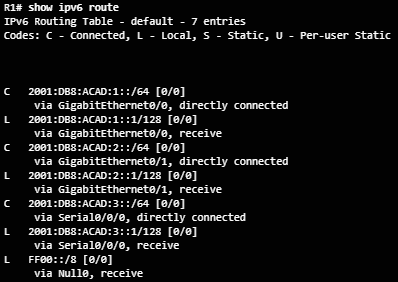 R1# show ipv6 route
IPv6 Routing Table - default - 7 entries
Codes: C - Connected, L - Local, S - Static, U - Per-user Static
C 2001:DB8:ACAD:1::/64 [0/0]
via GigabitEthernet0/0, directly connected
L 2001:DB8:ACAD:1::1/128 [0/0]
via GigabitEthernet0/0, receive
C 2001:DB8:ACAD:2::/64 [0/0]
via GigabitEthernet0/1, directly connected
L 2001:DB8:ACAD:2::1/128 [0/0]
via GigabitEthernet0/1, receive
C 2001:DB8:ACAD:3::/64 [0/0]
via Serial0/0/0, directly connected
L 2001:DB8:ACAD:3::1/128 [0/0]
via Serial0/0/0, receive
L FF00::/8 [0/0]
via Null0, receive